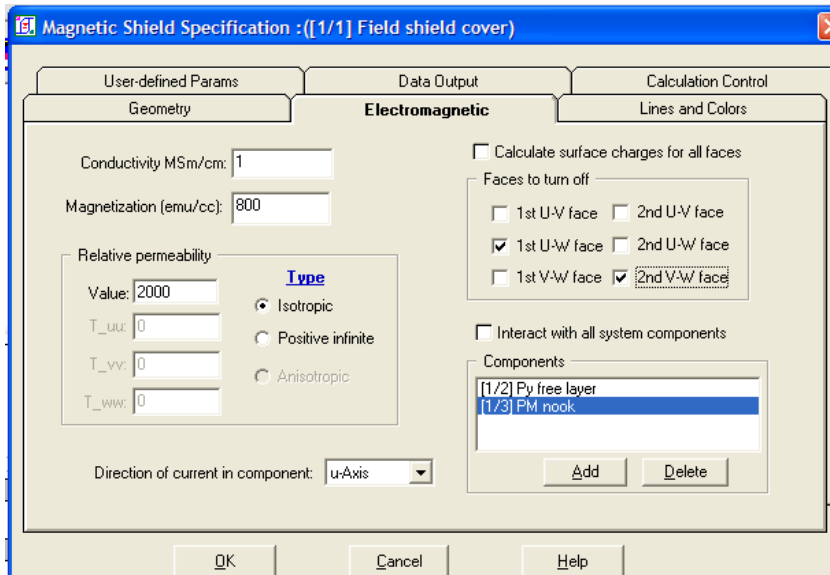 Magnetic Shield Specification :([1/1] Field shield cover)
User-defined Params
Data Output
Calculation Control
Geometry
Electromagnetic
Lines and Colors
Conductivity MSm/cm: 1
Magnetization (emu/cc): 800
Relative permeability
Value: 2000
T_uu: 0
T_vv: 0
T_ww: 0
Type
Isotropic
Positive infinite
Anisotropic
Direction of current in component: u-Axis
Calculate surface charges for all faces
Faces to turn off
1st U-V face 2nd U-V face
1st U-W face 2nd U-W face
1st V-W face 2nd V-W face
Interact with all system components
Components
[1/2] Py free layer
[1/3] PM nook
Add Delete
OK Cancel Help